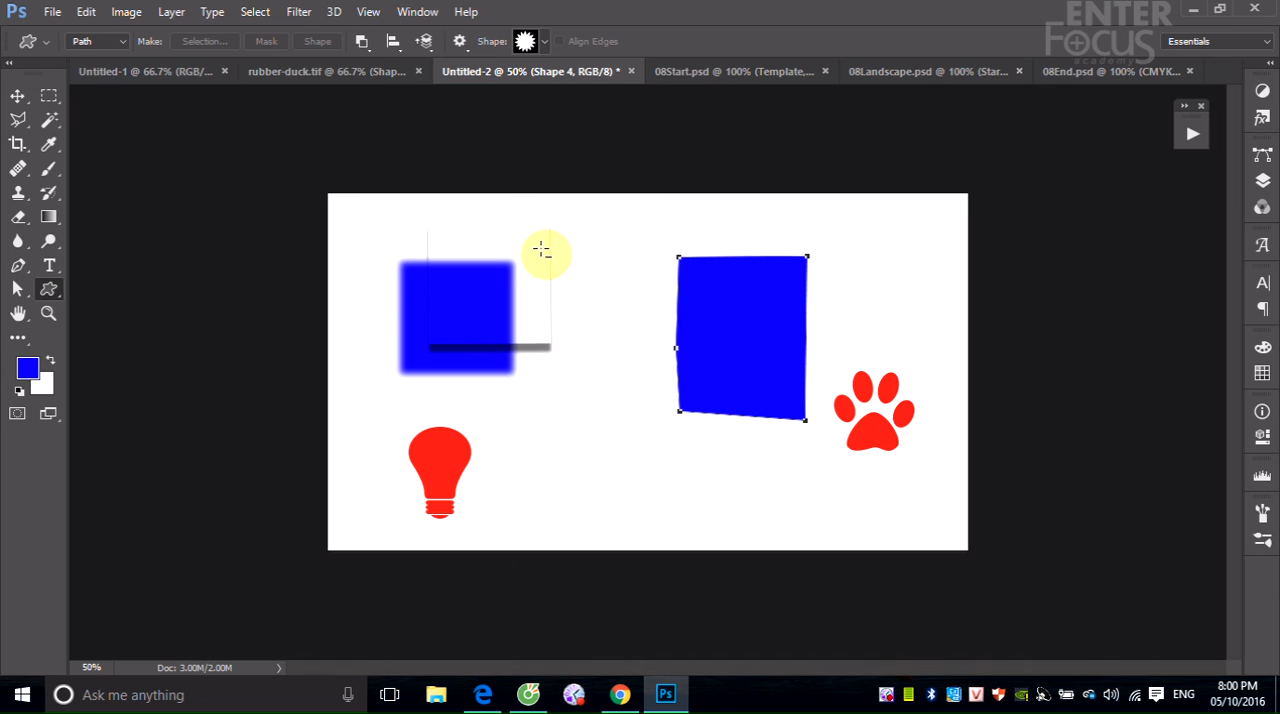 Ps File Edit Image Layer Type Select Filter 3D View Window Help
ENTER
FOCUS
academy
Path Make: Selection... Mask Shape Shape: Align Edges Essentials
Untitled-1 @ 66.7% (RGB/... × rubber-duck.tif @ 66.7% (Shap... × Untitled-2 @ 50% (Shape 4, RGB/8) * × 08Start.psd @ 100% (Template,... × 08Landscape.psd @ 100% (Star... × 08End.psd @ 100% (CMYK... ×
50% Doc: 3.00M/2.00M
Ask me anything
Ps
ENG
8:00 PM
05/10/2016